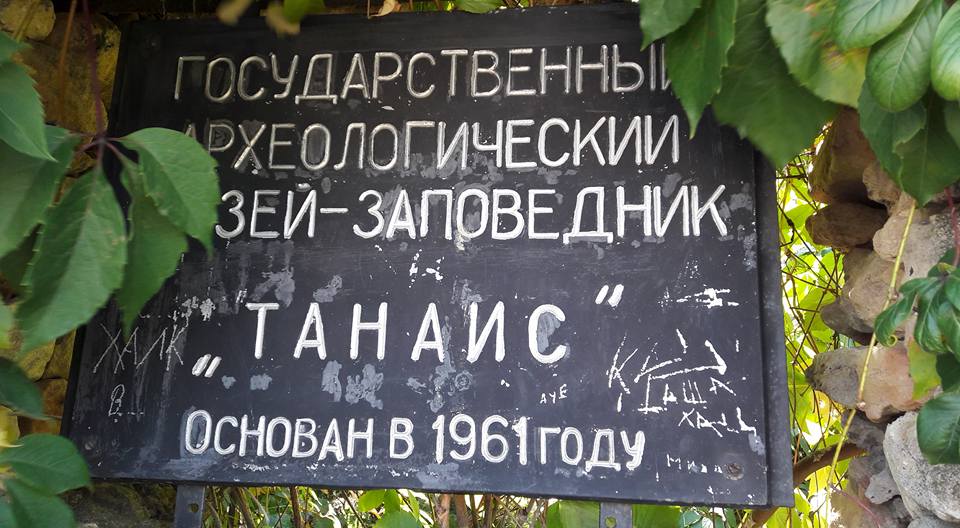 ГОСУДАРСТВЕННЫЙ
АРХЕОЛОГИЧЕСКИЙ
ЗЕЙ-ЗАПОВЕДНИК
„ТАНАИС"
ОСНОВАН В 1961 ГОДУ